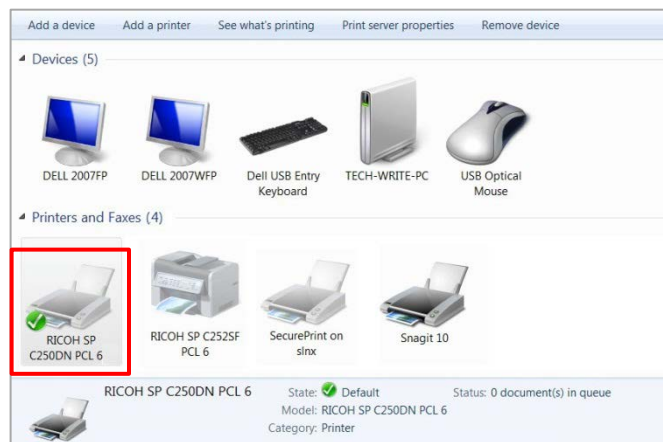 Add a device Add a printer See what's printing Print server properties Remove device
Devices (5)
DELL 2007FP
DELL 2007WFP
Dell USB Entry
Keyboard
TECH-WRITE-PC
USB Optical
Mouse
Printers and Faxes (4)
RICOH SP
C250DN PCL 6
RICOH SP C252SF
PCL 6
SecurePrint on
slnx
Snagit 10
RICOH SP C250DN PCL 6 State: Default Status: 0 document(s) in queue
Model: RICOH SP C250DN PCL 6
Category: Printer